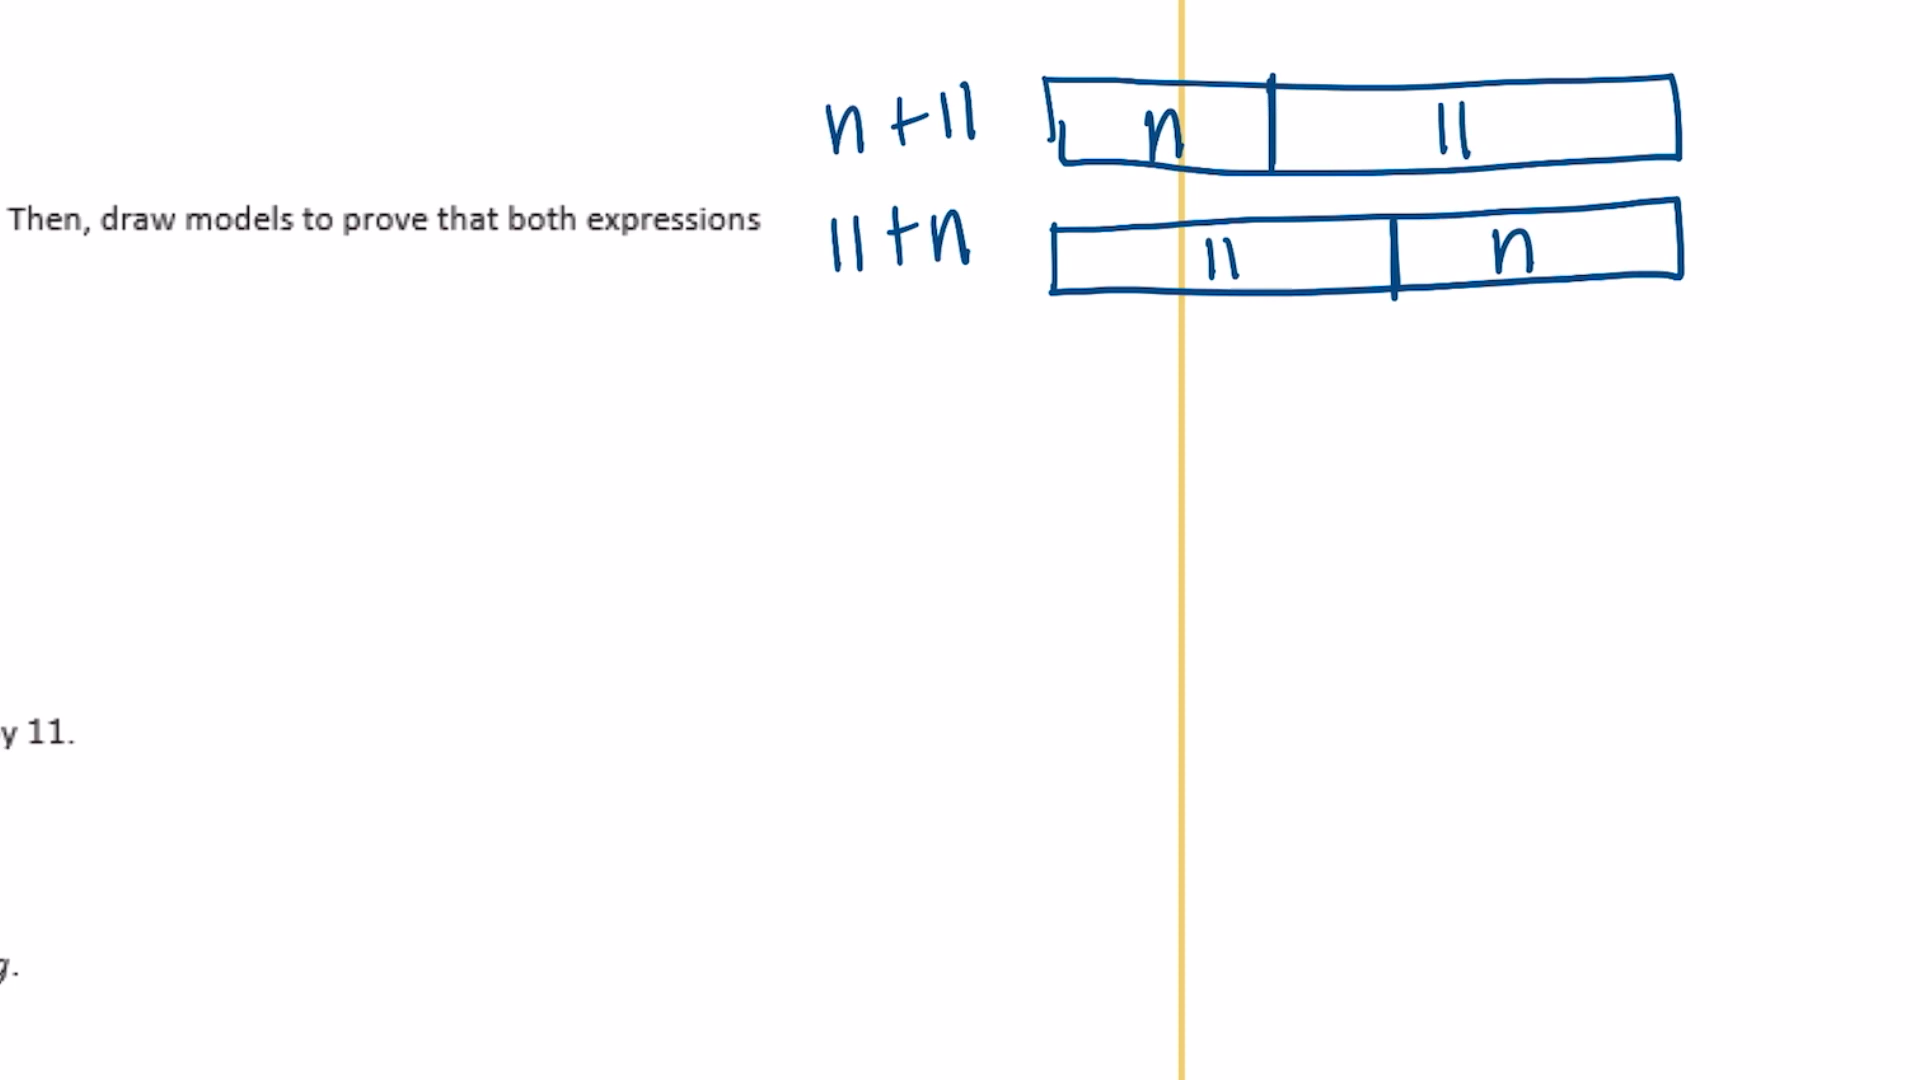 n + 11
n 11
Then, draw models to prove that both expressions
11 + n
11 n
y 11.
g.